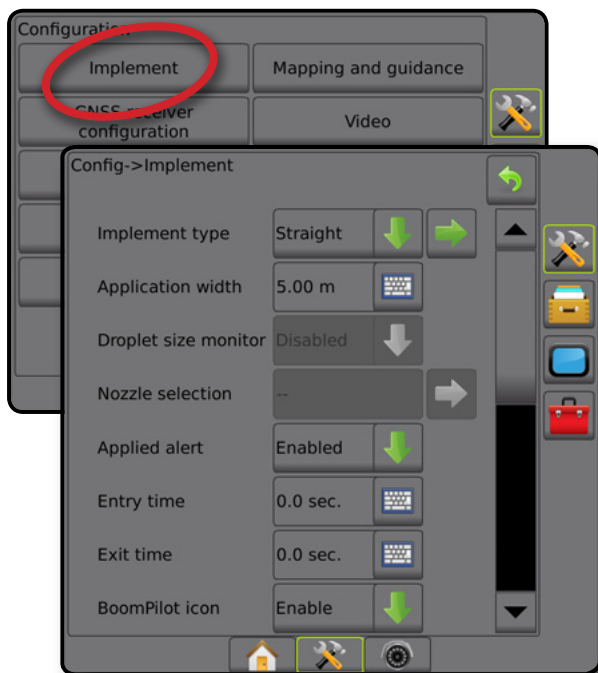 Configuration
Implement
Mapping and guidance
GNSS receiver
configuration
Video
Config->Implement
Implement type
Straight
Application width
5.00 m
Droplet size monitor
Disabled
Nozzle selection
--
Applied alert
Enabled
Entry time
0.0 sec.
Exit time
0.0 sec.
BoomPilot icon
Enable